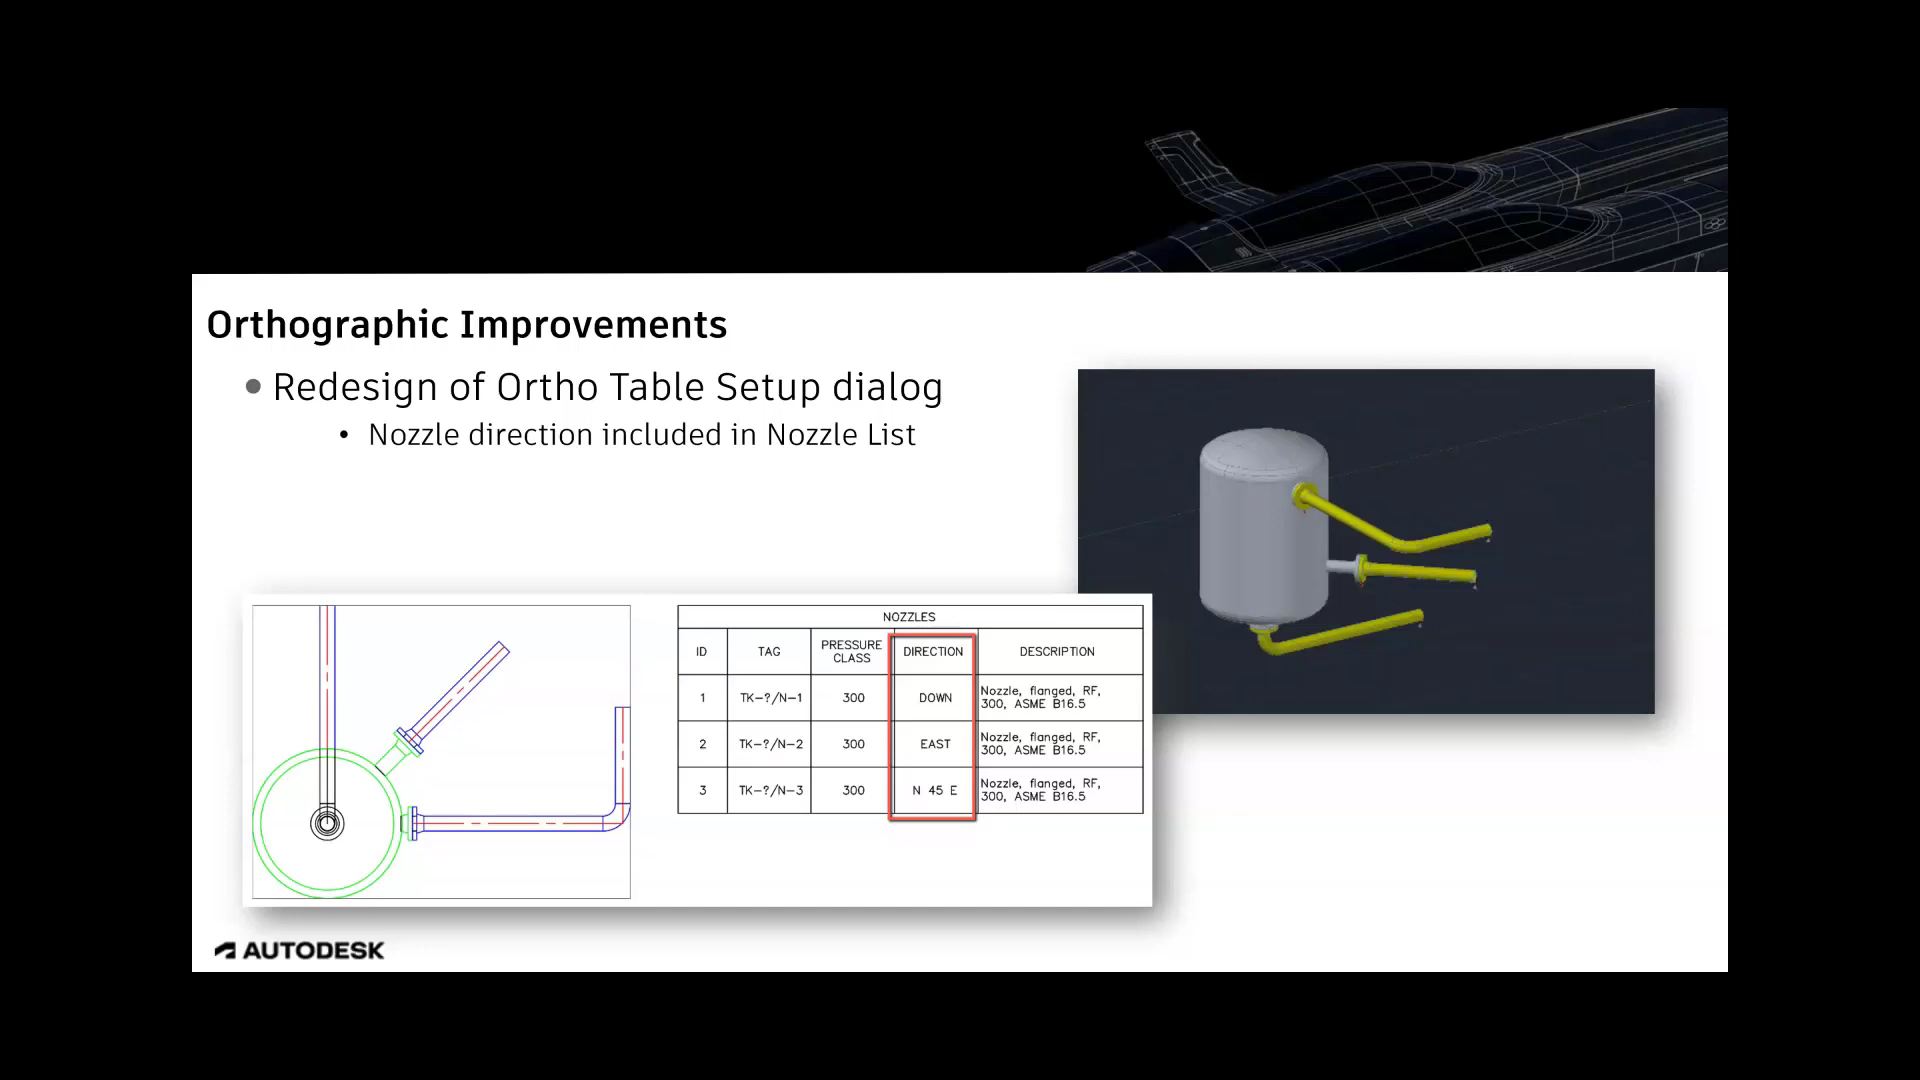 Orthographic Improvements
Redesign of Ortho Table Setup dialog
• Nozzle direction included in Nozzle List
NOZZLES
ID TAG PRESSURE CLASS DIRECTION DESCRIPTION
1 TK-?/N-1 300 DOWN Nozzle, flanged, RF, 300, ASME B16.5
2 TK-?/N-2 300 EAST Nozzle, flanged, RF, 300, ASME B16.5
3 TK-?/N-3 300 N 45 E Nozzle, flanged, RF, 300, ASME B16.5
AUTODESK